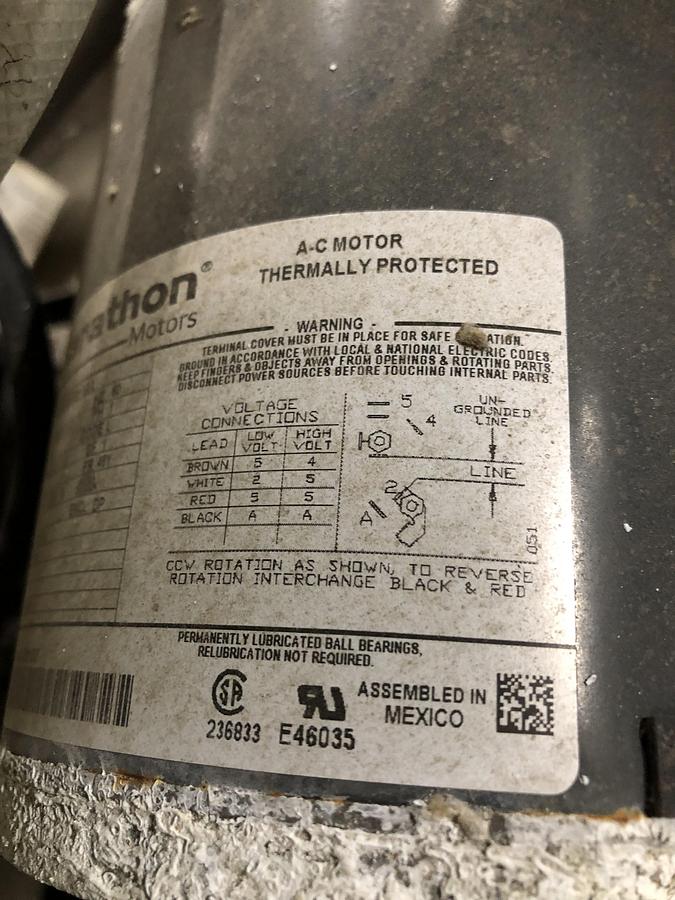 A-C MOTOR
THERMALLY PROTECTED
athon®
Motors
- WARNING -
TERMINAL COVER MUST BE IN PLACE FOR SAFE
GROUND IN ACCORDANCE WITH LOCAL & NATIONAL ELECTRIC CODES.
KEEP FINGERS & OBJECTS AWAY FROM OPENINGS & ROTATING PARTS.
DISCONNECT POWER SOURCES BEFORE TOUCHING INTERNAL PARTS.
VOLTAGE
CONNECTIONS
LEAD LOW VOLT HIGH VOLT
BROWN 5 4
WHITE 2 5
RED 5 5
BLACK A A
5
4
UN-
GROUNDED
LINE
LINE
2
A
051
CCW ROTATION AS SHOWN, TO REVERSE
ROTATION INTERCHANGE BLACK & RED
PERMANENTLY LUBRICATED BALL BEARINGS,
RELUBRICATION NOT REQUIRED.
ASSEMBLED IN
MEXICO
236833 E46035